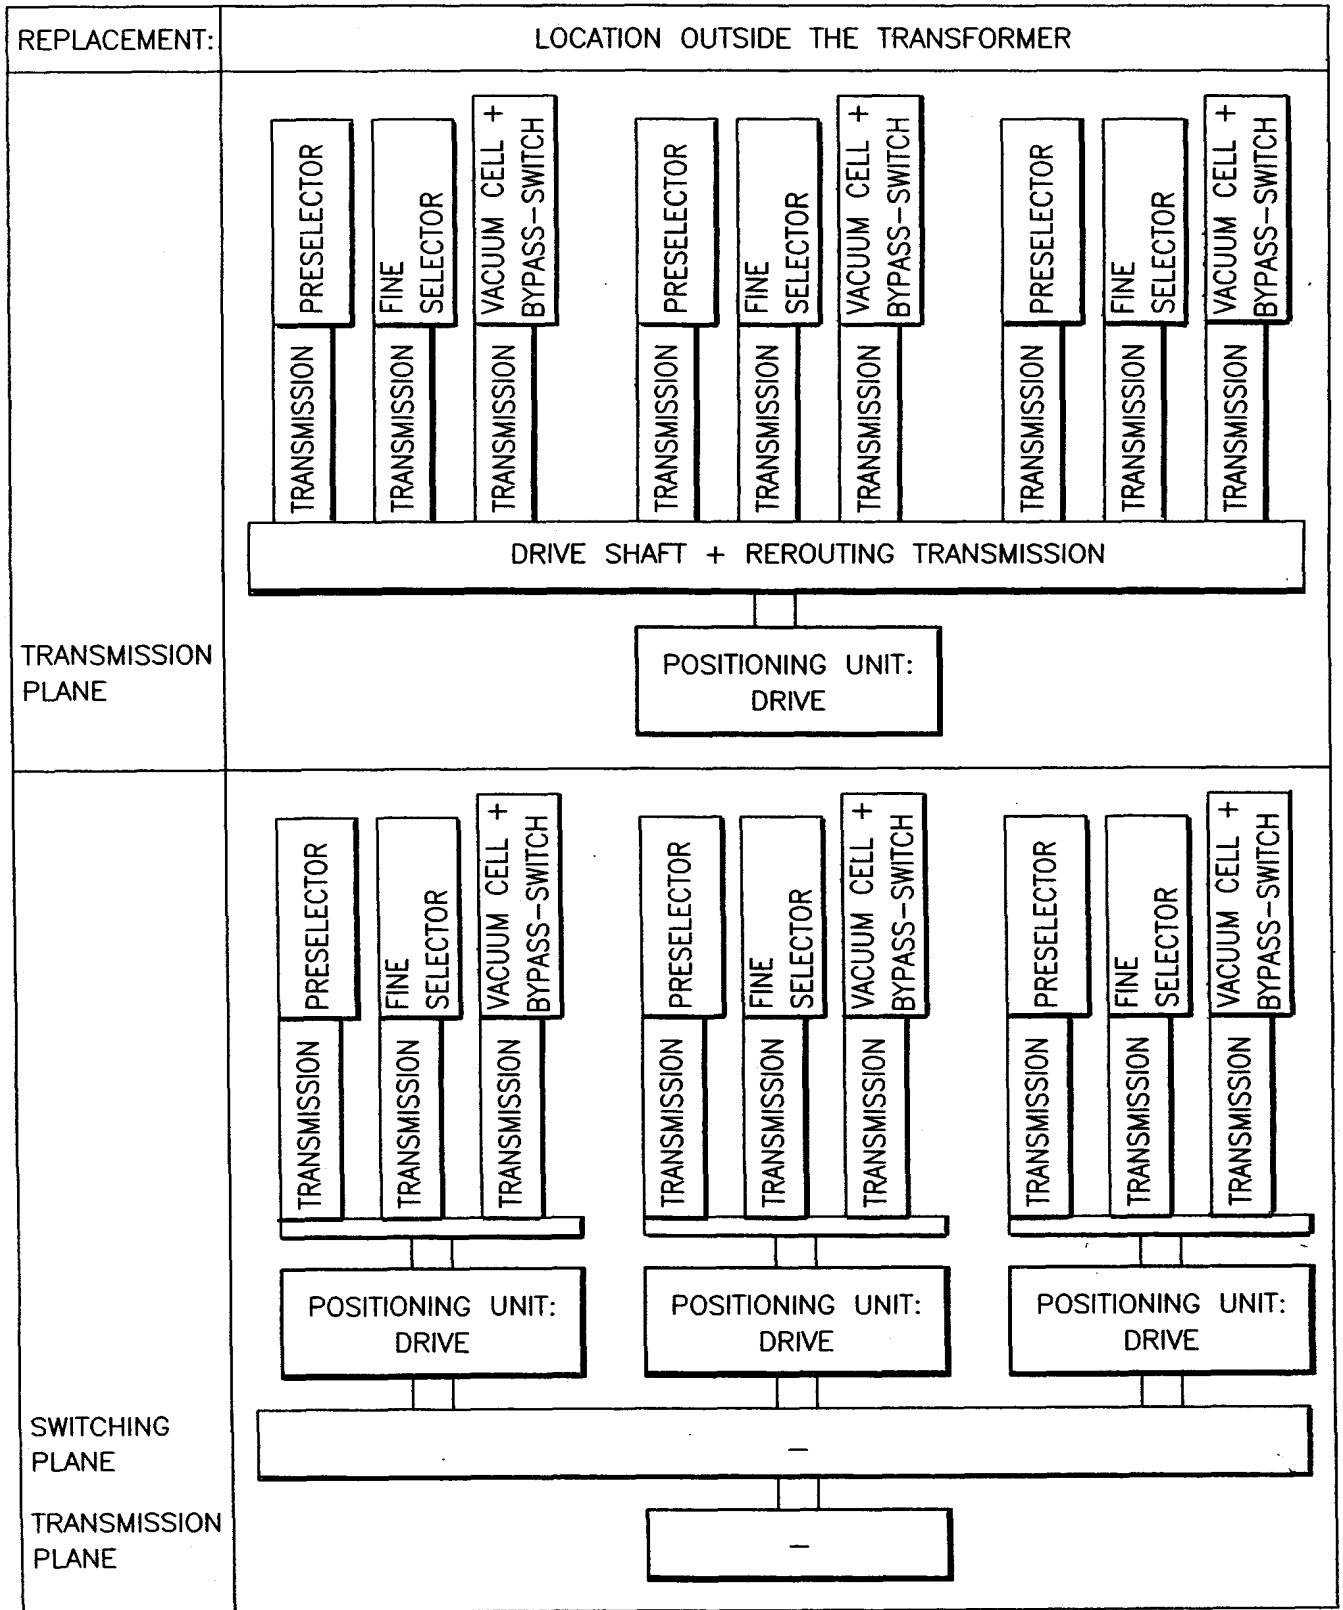 REPLACEMENT:
LOCATION OUTSIDE THE TRANSFORMER
PRESELECTOR
FINE
SELECTOR
VACUUM CELL +
BYPASS-SWITCH
PRESELECTOR
FINE
SELECTOR
VACUUM CELL +
BYPASS-SWITCH
PRESELECTOR
FINE
SELECTOR
VACUUM CELL +
BYPASS-SWITCH
TRANSMISSION
TRANSMISSION
TRANSMISSION
TRANSMISSION
TRANSMISSION
TRANSMISSION
TRANSMISSION
TRANSMISSION
TRANSMISSION
DRIVE SHAFT + REROUTING TRANSMISSION
TRANSMISSION
PLANE
POSITIONING UNIT:
DRIVE
PRESELECTOR
FINE
SELECTOR
VACUUM CELL +
BYPASS-SWITCH
PRESELECTOR
FINE
SELECTOR
VACUUM CELL +
BYPASS-SWITCH
PRESELECTOR
FINE
SELECTOR
VACUUM CELL +
BYPASS-SWITCH
TRANSMISSION
TRANSMISSION
TRANSMISSION
TRANSMISSION
TRANSMISSION
TRANSMISSION
TRANSMISSION
TRANSMISSION
TRANSMISSION
POSITIONING UNIT:
DRIVE
POSITIONING UNIT:
DRIVE
POSITIONING UNIT:
DRIVE
SWITCHING
PLANE
–
TRANSMISSION
PLANE
–